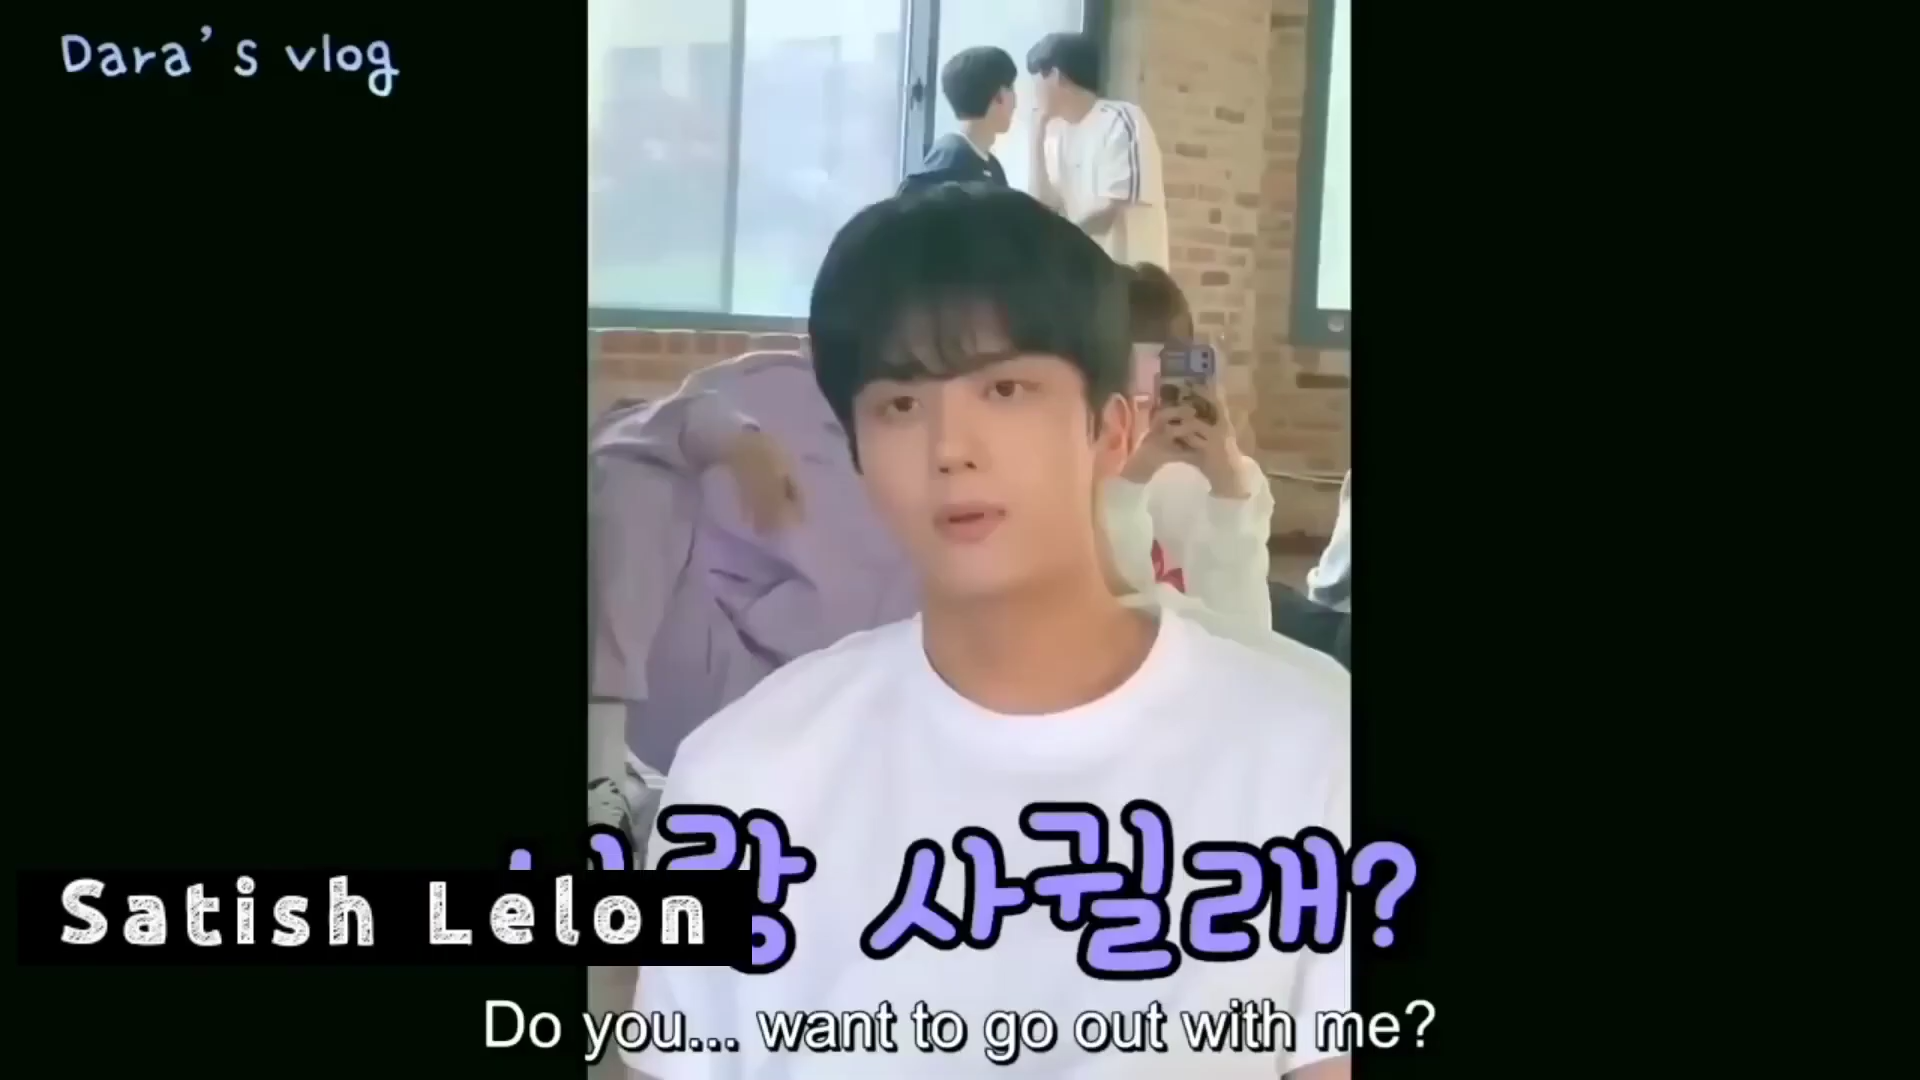 Dara's vlog
사귈래?
Satish Lelon
Do you... want to go out with me?